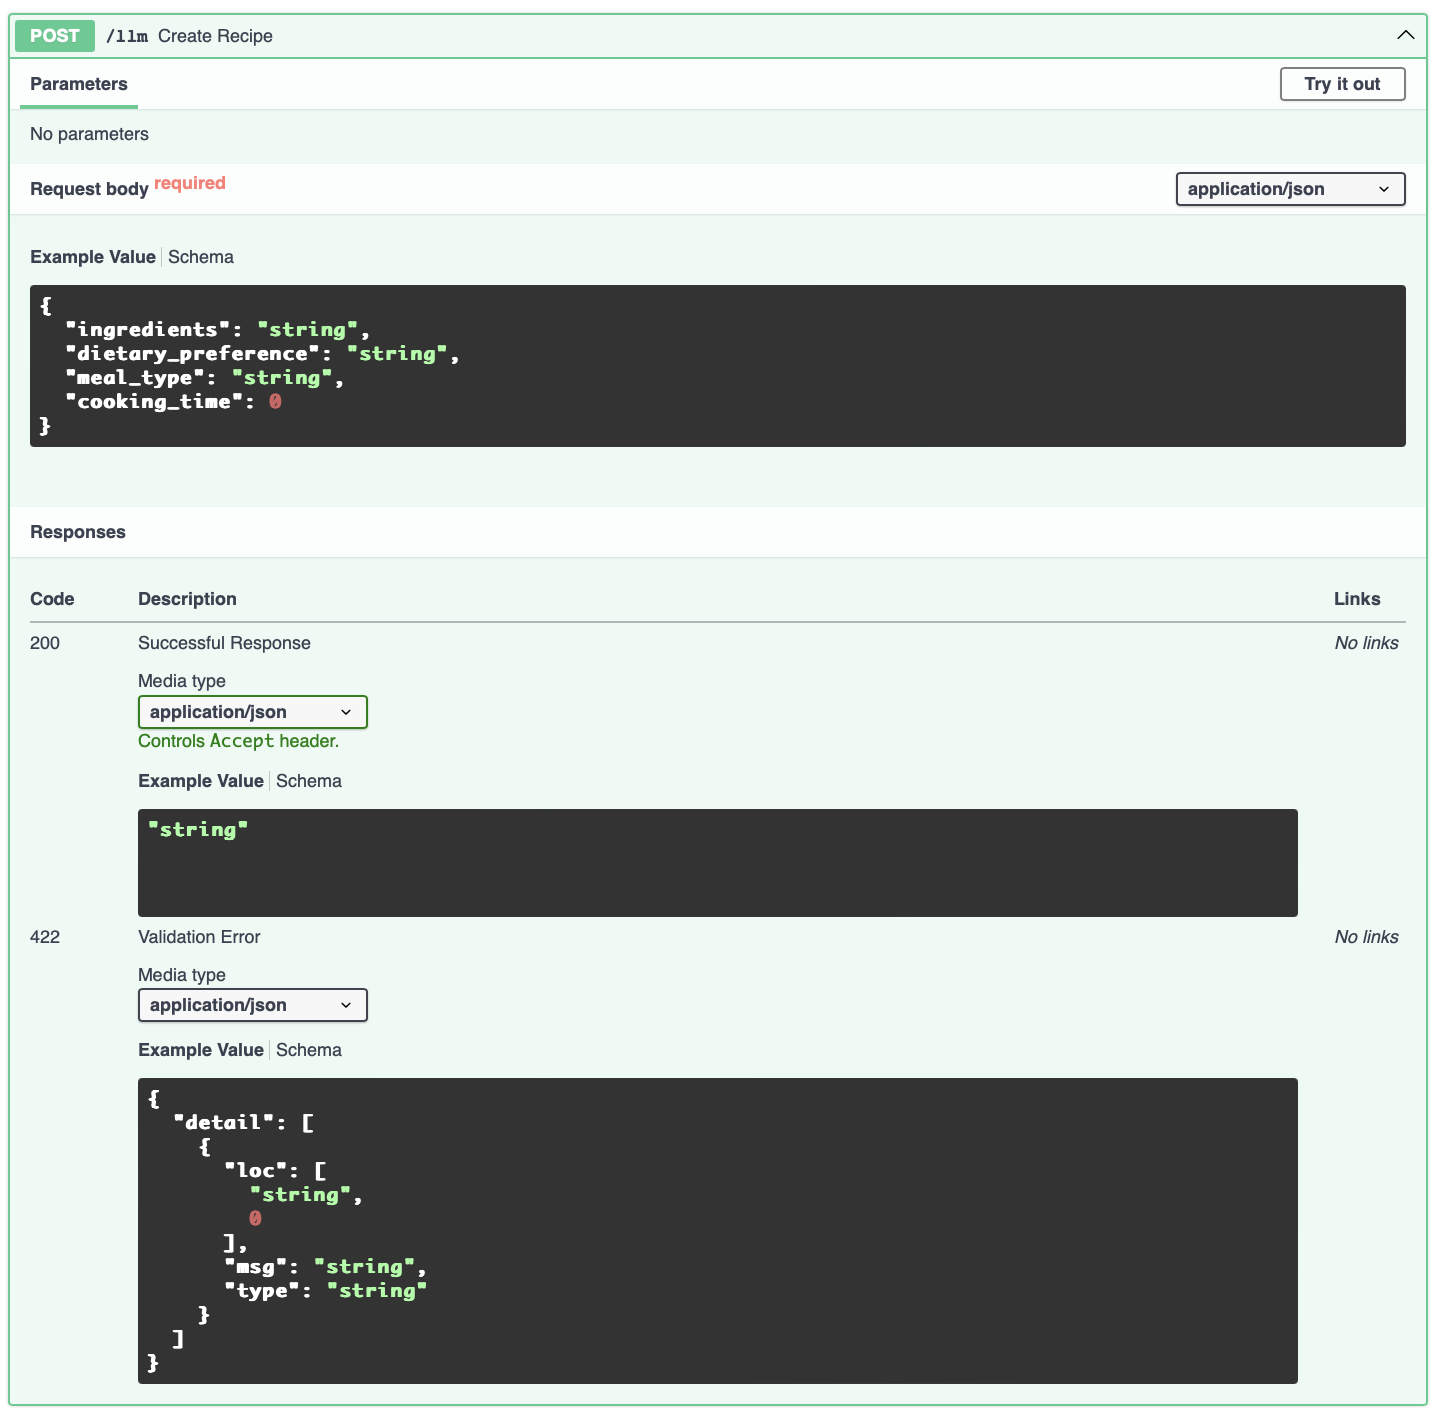 POST /llm Create Recipe
Parameters Try it out
No parameters
Request body required application/json
Example Value Schema
{
"ingredients": "string",
"dietary_preference": "string",
"meal_type": "string",
"cooking_time": 0
}
Responses
Code Description Links
200 Successful Response No links
Media type
application/json
Controls Accept header.
Example Value Schema
"string"
422 Validation Error No links
Media type
application/json
Example Value Schema
{
"detail": [
{
"loc": [
"string",
0
],
"msg": "string",
"type": "string"
}
]
}